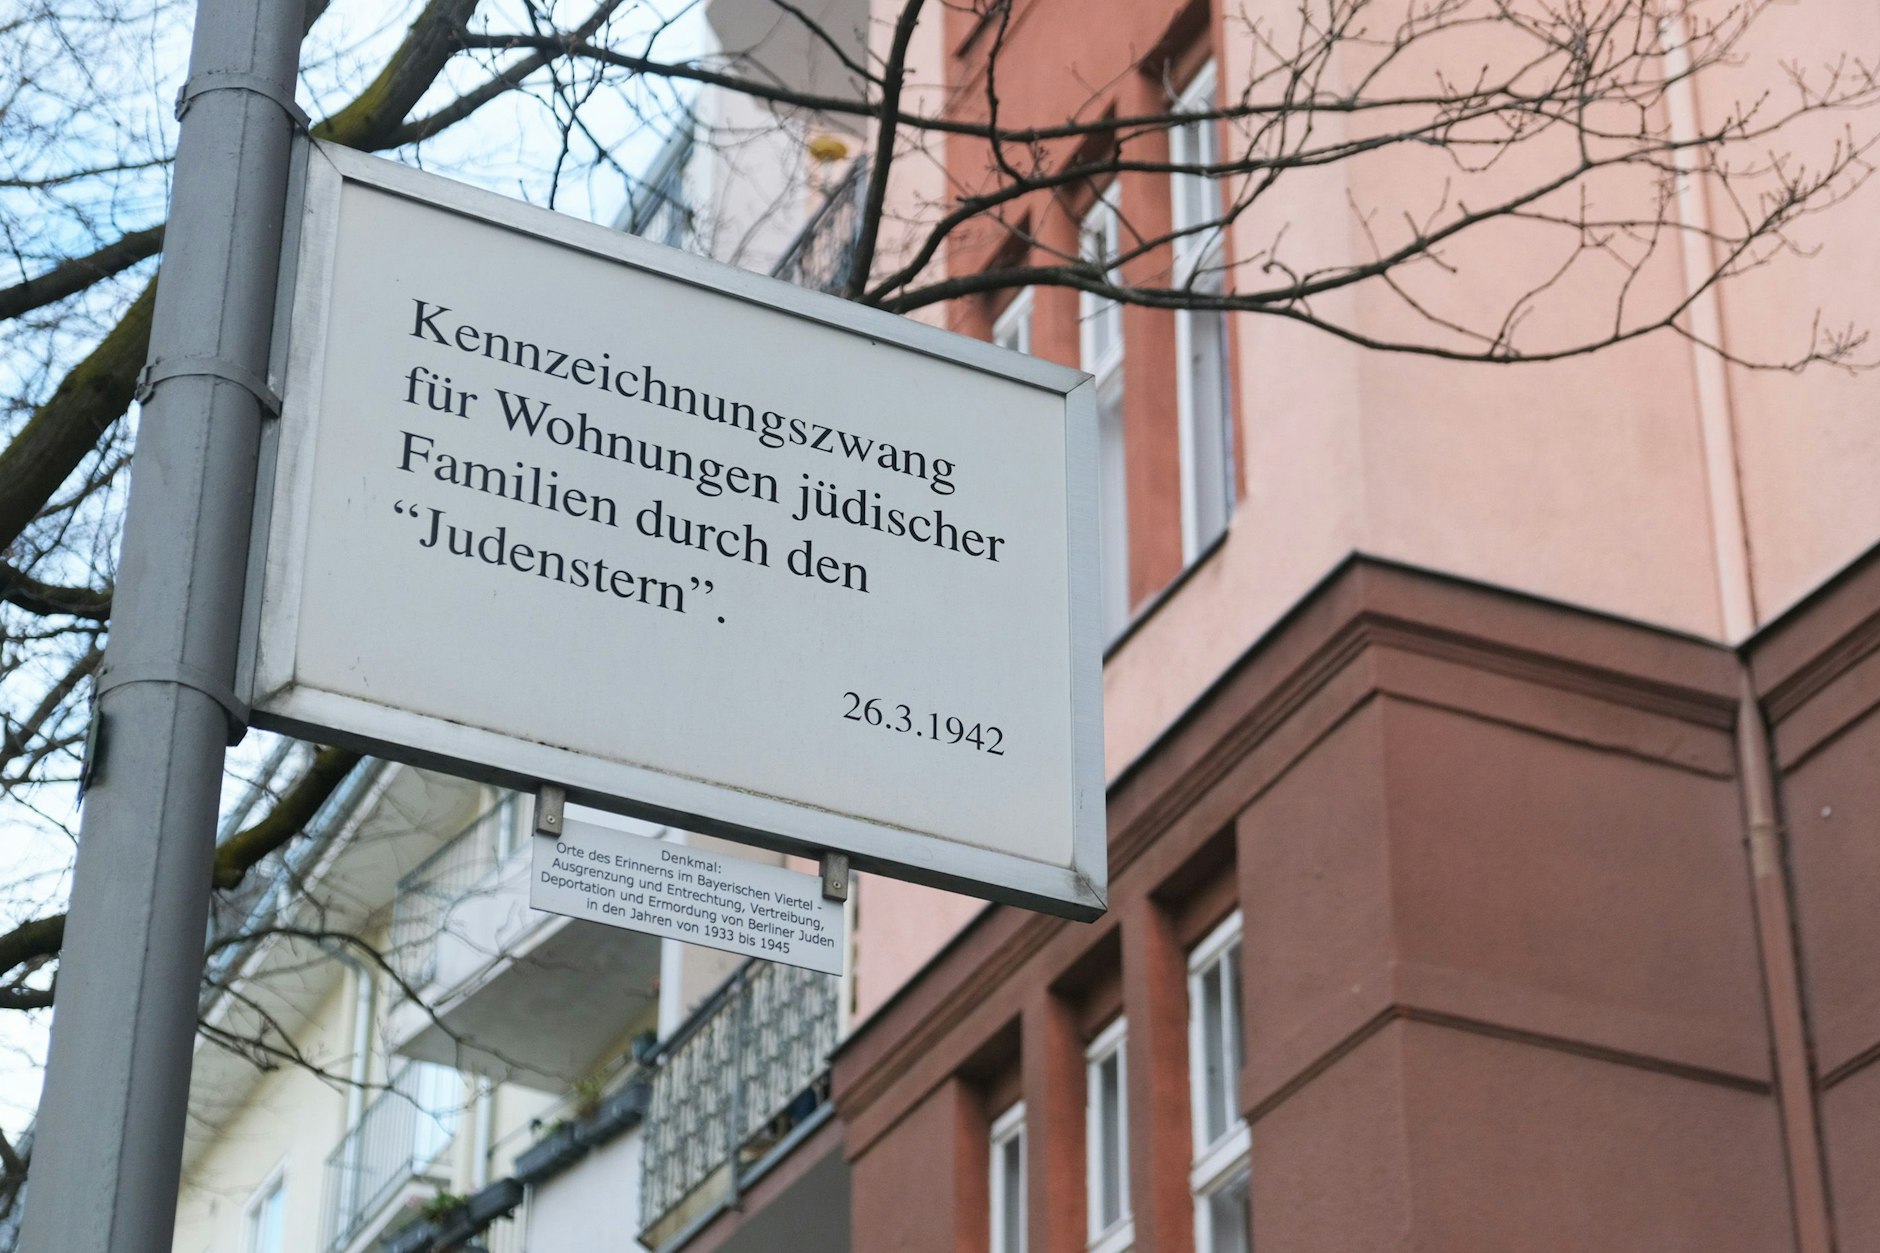 Kennzeichnungszwang
für Wohnungen jüdischer
Familien durch den
“Judenstern”.
26.3.1942
Denkmal:
Orte des Erinnerns im Bayerischen Viertel -
Ausgrenzung und Entrechtung, Vertreibung,
Deportation und Ermordung von Berliner Juden
in den Jahren von 1933 bis 1945